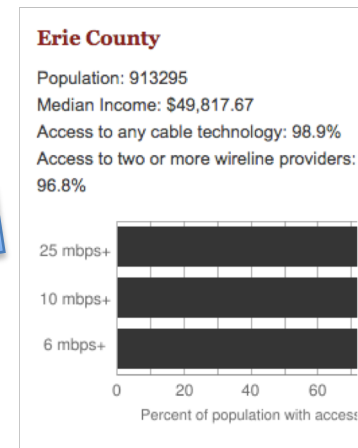 Erie County
Population: 913295
Median Income: $49,817.67
Access to any cable technology: 98.9%
Access to two or more wireline providers:
96.8%
25 mbps+
10 mbps+
6 mbps+
0 20 40 60
Percent of population with access